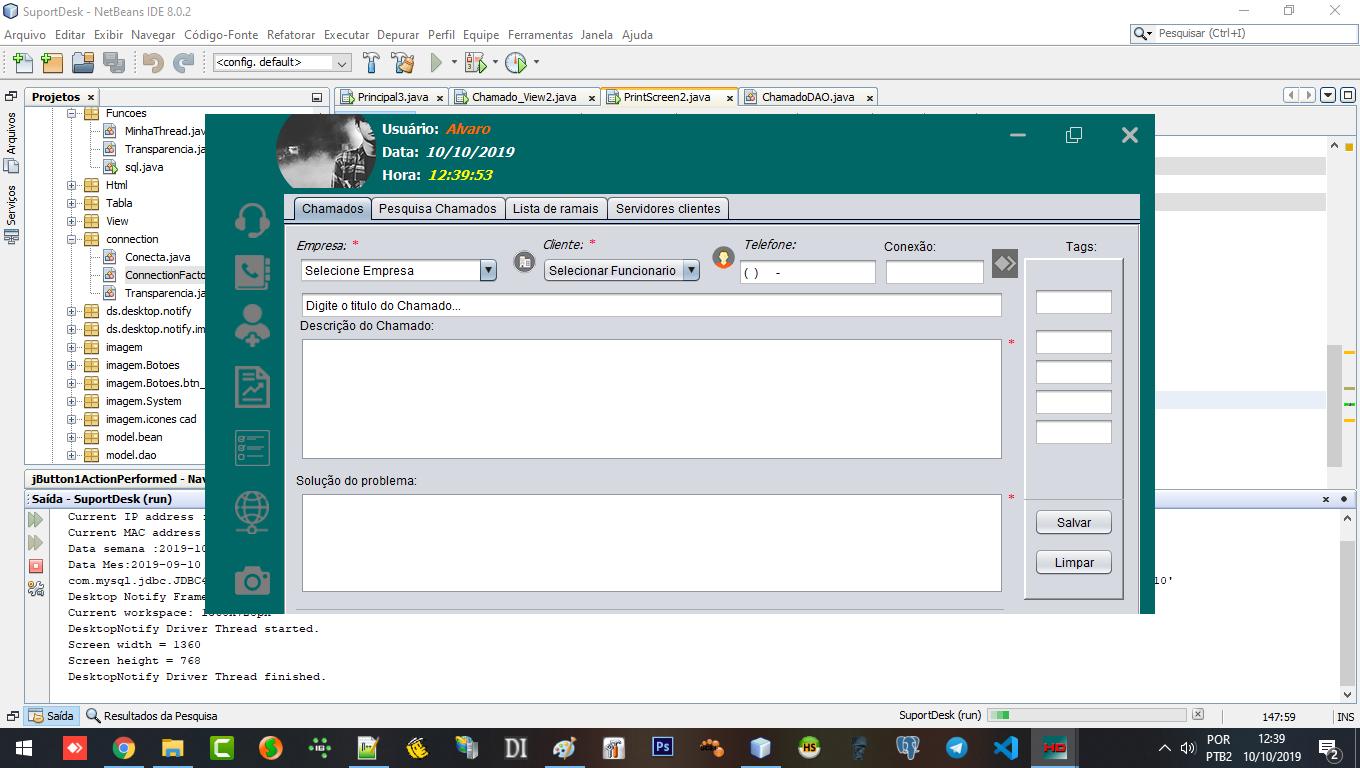 SuportDesk - NetBeans IDE 8.0.2
Arquivo Editar Exibir Navegar Código-Fonte Refatorar Executar Depurar Perfil Equipe Ferramentas Janela Ajuda
Pesquisar (Ctrl+I)
<config. default>
Projetos
Principal3.java
Chamado_View2.java
PrintScreen2.java
ChamadoDAO.java
Arquivos
Serviços
Funcoes
MinhaThread.jav
Transparencia.ja
sql.java
Html
Tabla
View
connection
Conecta.java
ConnectionFacto
Transparencia.ja
ds.desktop.notify
ds.desktop.notify.im
imagem
imagem.Botoes
imagem.Botoes.btn_
imagem.System
imagem.icones cad
model.bean
model.dao
jButton1ActionPerformed - Nav
Usuário: Alvaro
Data: 10/10/2019
Hora: 12:39:53
Chamados
Pesquisa Chamados
Lista de ramais
Servidores clientes
Empresa: *
Cliente: *
Telefone:
Conexão:
Tags:
Selecione Empresa
Selecionar Funcionario
( ) -
Digite o titulo do Chamado...
Descrição do Chamado:
*
Solução do problema:
*
Salvar
Limpar
Saída - SuportDesk (run)
Current IP address :
Current MAC address
Data semana :2019-10
Data Mes:2019-09-10
com.mysql.jdbc.JDBC4
10'
Desktop Notify Frame
Current workspace:
DesktopNotify Driver Thread started.
Screen width = 1360
Screen height = 768
DesktopNotify Driver Thread finished.
Saída
Resultados da Pesquisa
SuportDesk (run)
147:59
INS
DI
Ps
HS
HD
POR
PTB2
12:39
10/10/2019
2